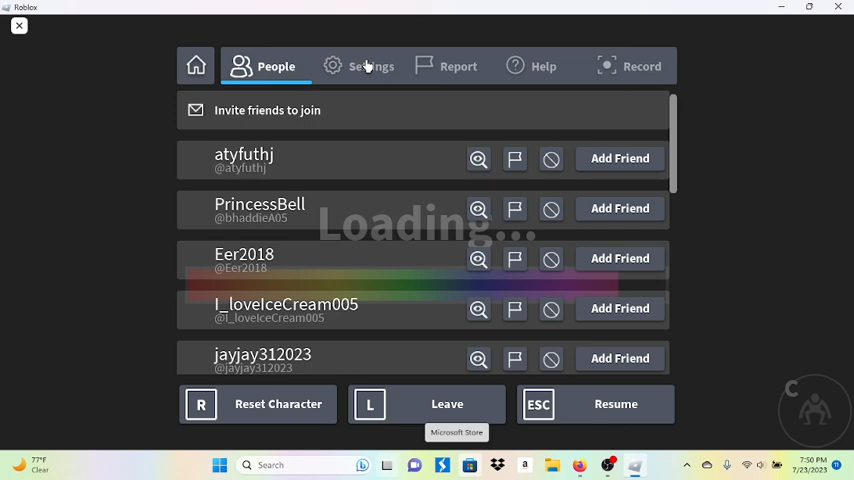 Roblox
People
Settings
Report
Help
Record
Invite friends to join
atyfuthj
@atyfuthj
Add Friend
PrincessBell
@bhaddieA05
Add Friend
Loading...
Eer2018
@Eer2018
Add Friend
I_loveIceCream005
@I_loveIceCream005
Add Friend
jayjay312023
@jayjay312023
Add Friend
R Reset Character
L Leave
ESC Resume
C
Microsoft Store
77°F
Clear
Search
7:50 PM
7/23/2023